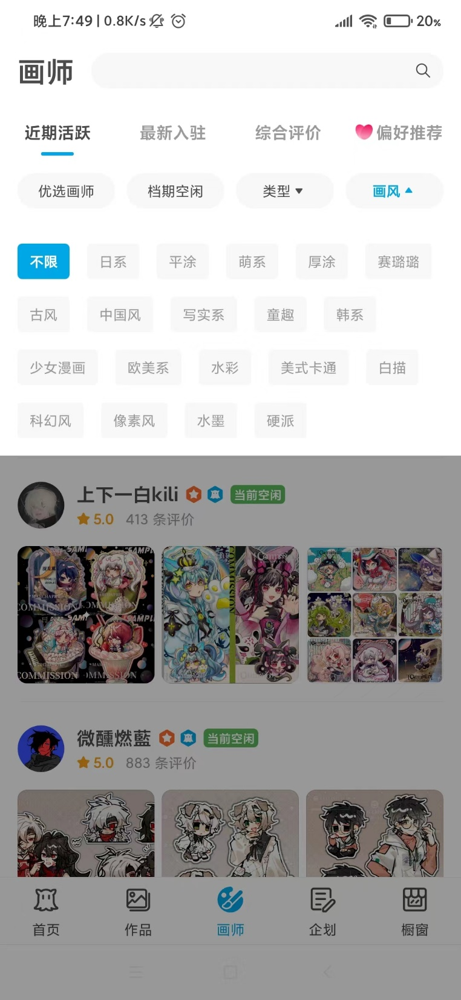 晚上7:49 | 0.8K/s
20%
画师
近期活跃 最新入驻 综合评价 偏好推荐
优选画师 档期空闲 类型 画风
不限 日系 平涂 萌系 厚涂 赛璐璐
古风 中国风 写实系 童趣 韩系
少女漫画 欧美系 水彩 美式卡通 白描
科幻风 像素风 水墨 硬派
上下一白kili 当前空闲
5.0 413 条评价
COMMISSION
COMMISSION
微醺燃藍 当前空闲
5.0 883 条评价
首页 作品 画师 企划 橱窗